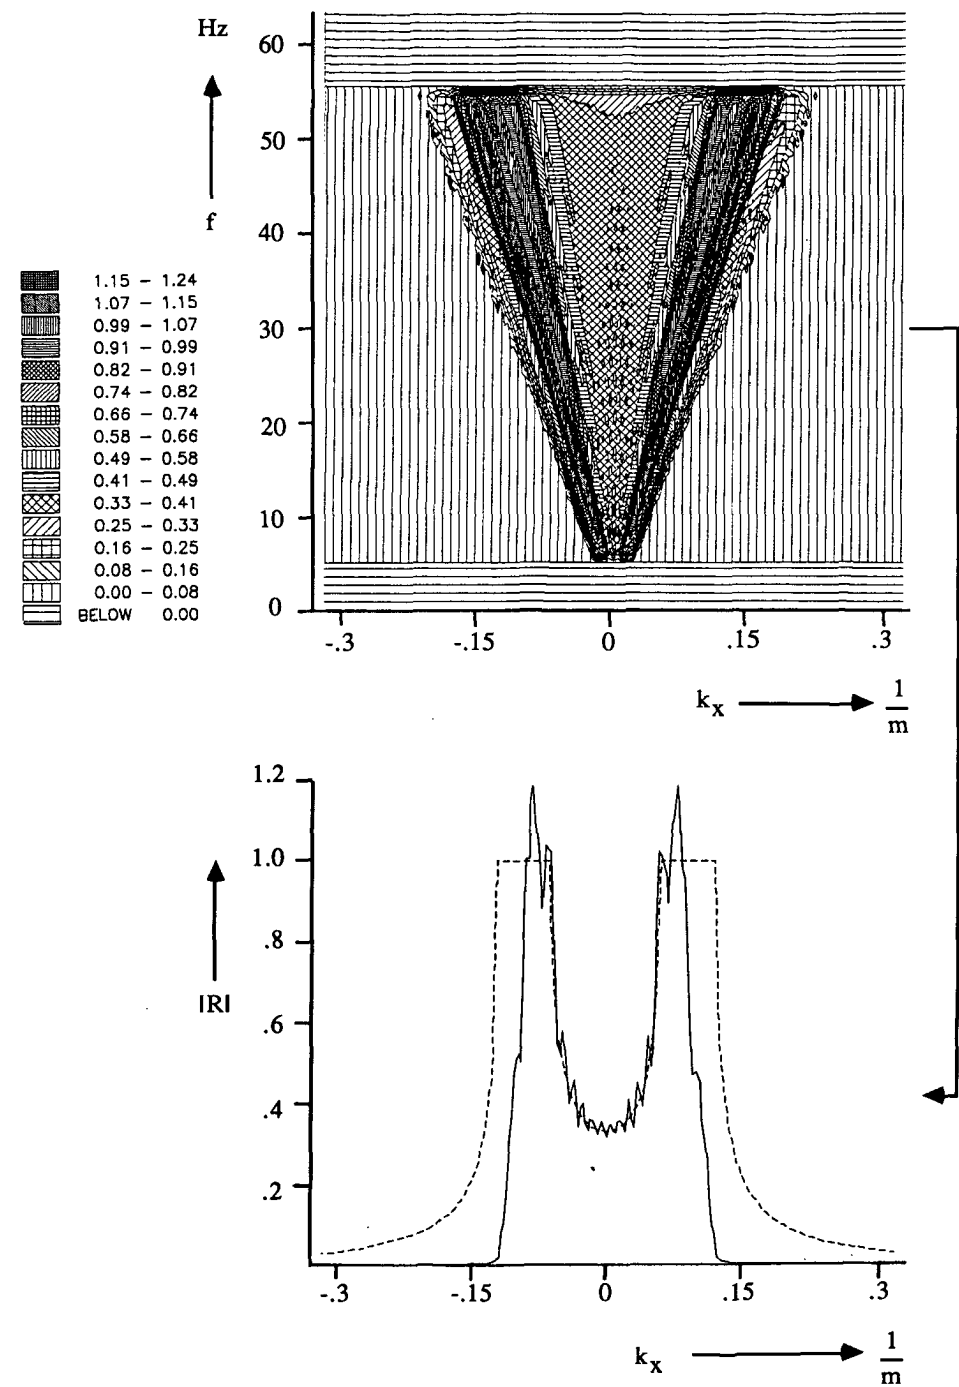 Hz
60
50
f
40
30
20
10
0
1.15 – 1.24
1.07 – 1.15
0.99 – 1.07
0.91 – 0.99
0.82 – 0.91
0.74 – 0.82
0.66 – 0.74
0.58 – 0.66
0.49 – 0.58
0.41 – 0.49
0.33 – 0.41
0.25 – 0.33
0.16 – 0.25
0.08 – 0.16
0.00 – 0.08
BELOW 0.00
-.3 -.15 0 .15 .3
kx 1/m
1.2
1.0
.8
|R|
.6
.4
.2
-.3 -.15 0 .15 .3
kx 1/m